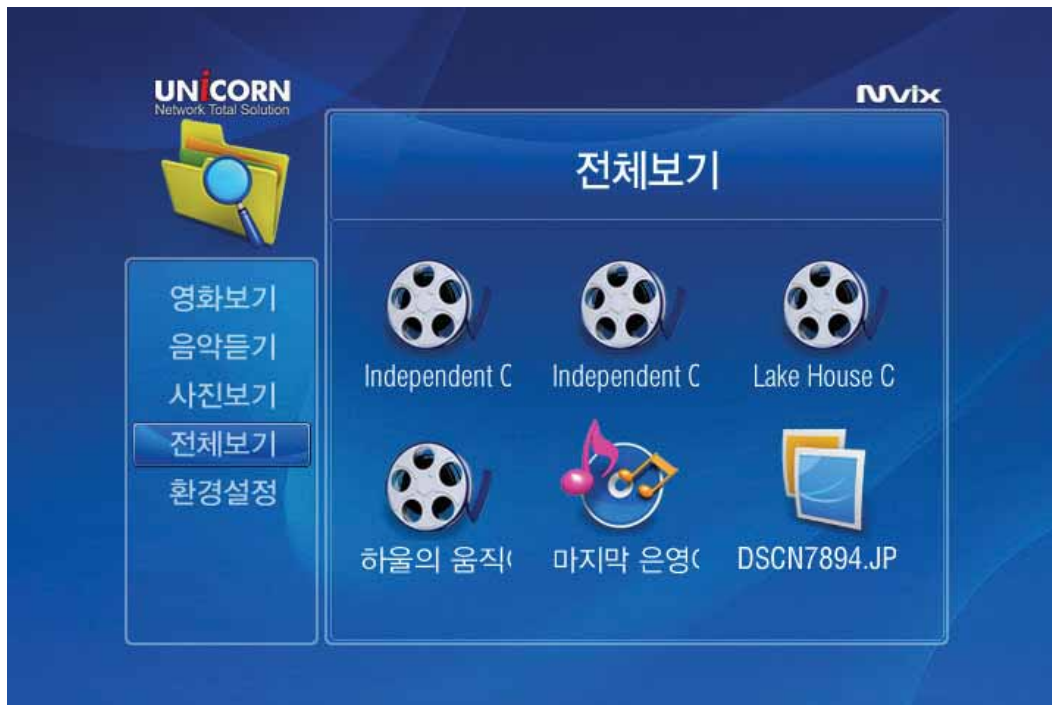 UNiCORN
Network Total Solution
Mvix
전체보기
영화보기
음악듣기
사진보기
전체보기
환경설정
Independent C
Independent C
Lake House C
하울의 움직
마지막 은영
DSCN7894.JP